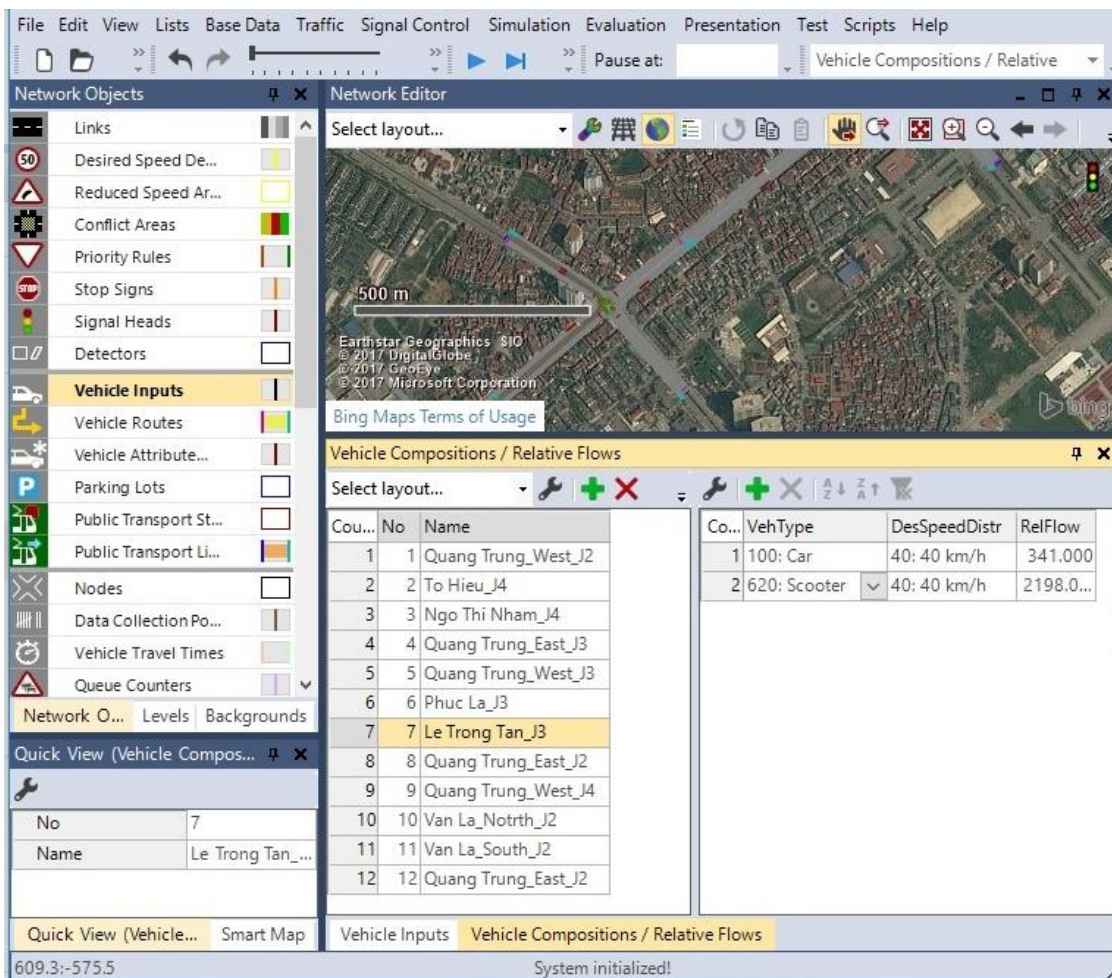 File Edit View Lists Base Data Traffic Signal Control Simulation Evaluation Presentation Test Scripts Help
Pause at: Vehicle Compositions / Relative
Network Objects
Links
50 Desired Speed De...
Reduced Speed Ar...
Conflict Areas
Priority Rules
STOP Stop Signs
Signal Heads
Detectors
Vehicle Inputs
Vehicle Routes
Vehicle Attribute...
P Parking Lots
Public Transport St...
Public Transport Li...
Nodes
Data Collection Po...
Vehicle Travel Times
Queue Counters
Network O... Levels Backgrounds
Quick View (Vehicle Compos...
No 7
Name Le Trong Tan_...
Quick View (Vehicle... Smart Map
Network Editor
Select layout...
500 m
Earthstar Geographics SIO
© 2017 DigitalGlobe
© 2017 GeoEye
© 2017 Microsoft Corporation
Bing Maps Terms of Usage
bing
Vehicle Compositions / Relative Flows
Select layout...
Cou... No Name
1 1 Quang Trung_West_J2
2 2 To Hieu_J4
3 3 Ngo Thi Nham_J4
4 4 Quang Trung_East_J3
5 5 Quang Trung_West_J3
6 6 Phuc La_J3
7 7 Le Trong Tan_J3
8 8 Quang Trung_East_J2
9 9 Quang Trung_West_J4
10 10 Van La_Notrth_J2
11 11 Van La_South_J2
12 12 Quang Trung_East_J2
Co... VehType DesSpeedDistr RelFlow
1 100: Car 40: 40 km/h 341.000
2 620: Scooter 40: 40 km/h 2198.0...
Vehicle Inputs Vehicle Compositions / Relative Flows
609.3:-575.5 System initialized!